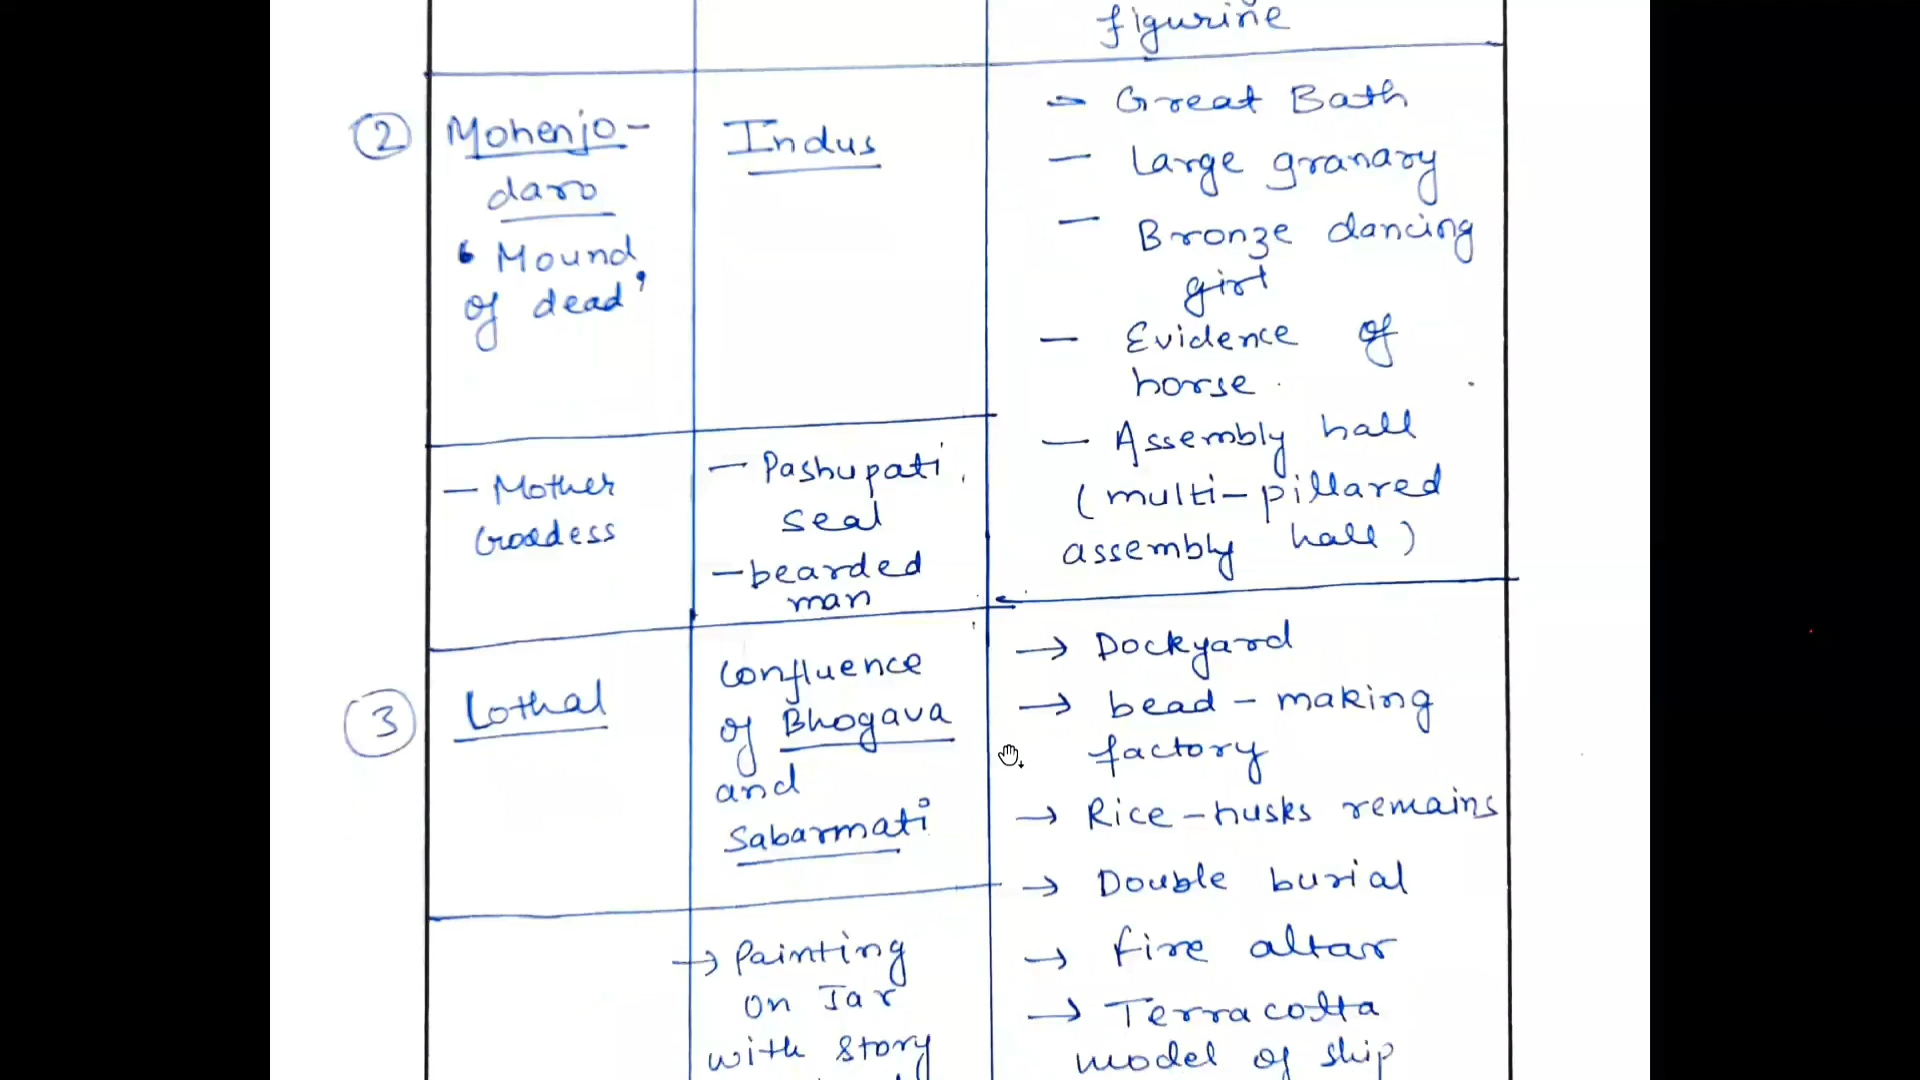 figurine
② Mohenjo-
daro
‘Mound
of dead’
Indus
- Great Bath
- Large granary
- Bronze dancing
girl
- Evidence of
horse.
- Assembly hall
(multi-pillared
assembly hall)
- Mother
Goddess
- Pashupati
seal
- bearded
man
③ Lothal
Confluence
of Bhogava
and
Sabarmati
→ Dockyard
→ bead-making
factory
→ Rice-husks remains
→ Double burial
→ fire altar
→ Terracotta
model of ship
→ Painting
on Jar
with story